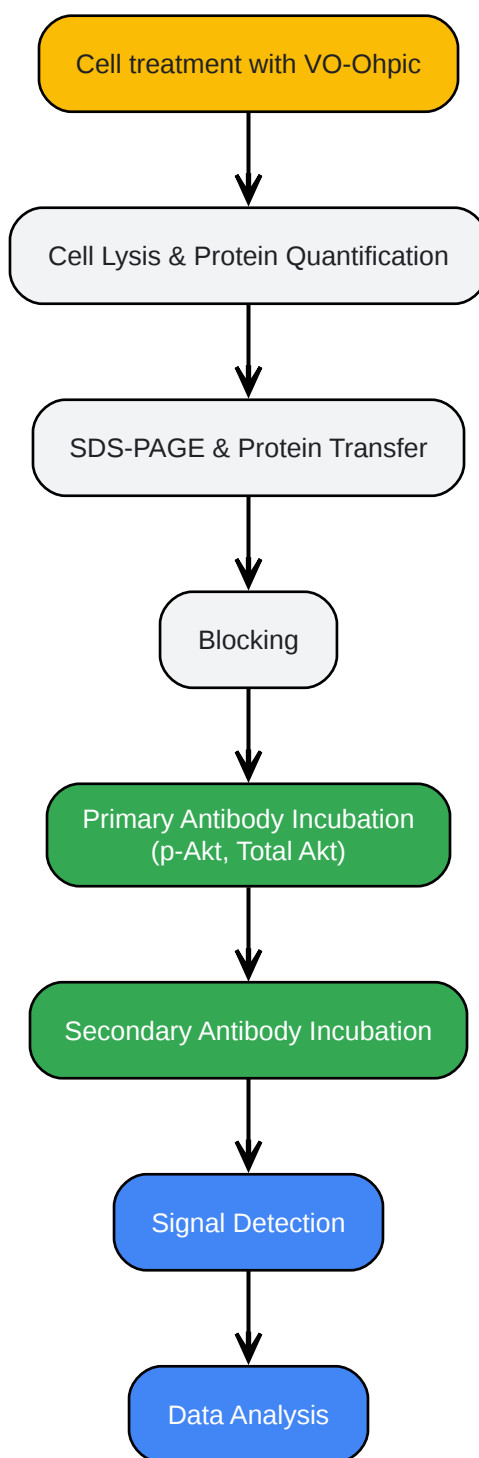 Cell treatment with VO-Ohpic
Cell Lysis & Protein Quantification
SDS-PAGE & Protein Transfer
Blocking
Primary Antibody Incubation
(p-Akt, Total Akt)
Secondary Antibody Incubation
Signal Detection
Data Analysis